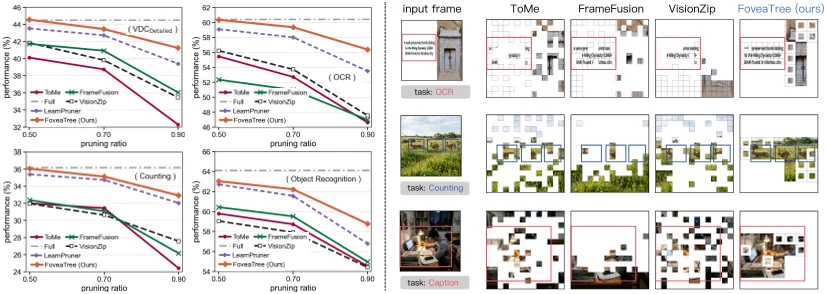 46
44
42
40
38
36
34
32
performance (%)
( VDC Detailed )
ToMe
FrameFusion
Full
VisionZip
LearnPruner
FoveaTree (Ours)
0.50
0.70
0.90
pruning ratio
62
60
58
56
54
52
50
48
46
performance (%)
( OCR )
ToMe
FrameFusion
Full
VisionZip
LearnPruner
FoveaTree (Ours)
0.50
0.70
0.90
pruning ratio
38
36
34
32
30
28
26
24
performance (%)
( Counting )
ToMe
FrameFusion
Full
VisionZip
LearnPruner
FoveaTree (Ours)
0.50
0.70
0.90
pruning ratio
64
62
60
58
56
54
performance (%)
( Object Recognition )
ToMe
FrameFusion
Full
VisionZip
LearnPruner
FoveaTree (Ours)
0.50
0.70
0.90
pruning ratio
input frame
ToMe
FrameFusion
VisionZip
FoveaTree (ours)
task: OCR
task: Counting
task: Caption